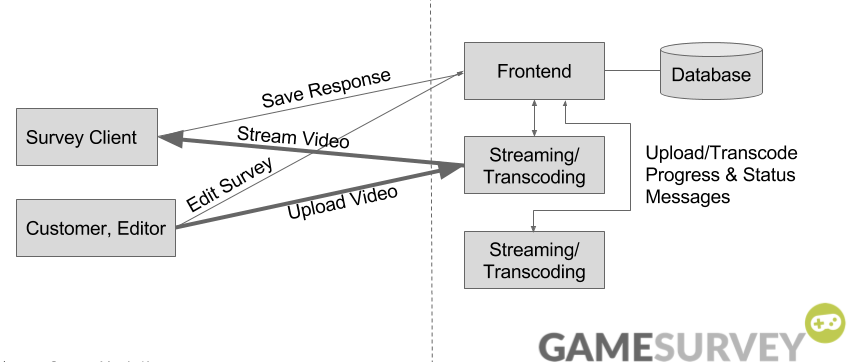 Save Response
Frontend
Database
Survey Client
Stream Video
Edit Survey
Upload Video
Customer, Editor
Streaming/
Transcoding
Upload/Transcode
Progress & Status
Messages
Streaming/
Transcoding
GAMESURVEY